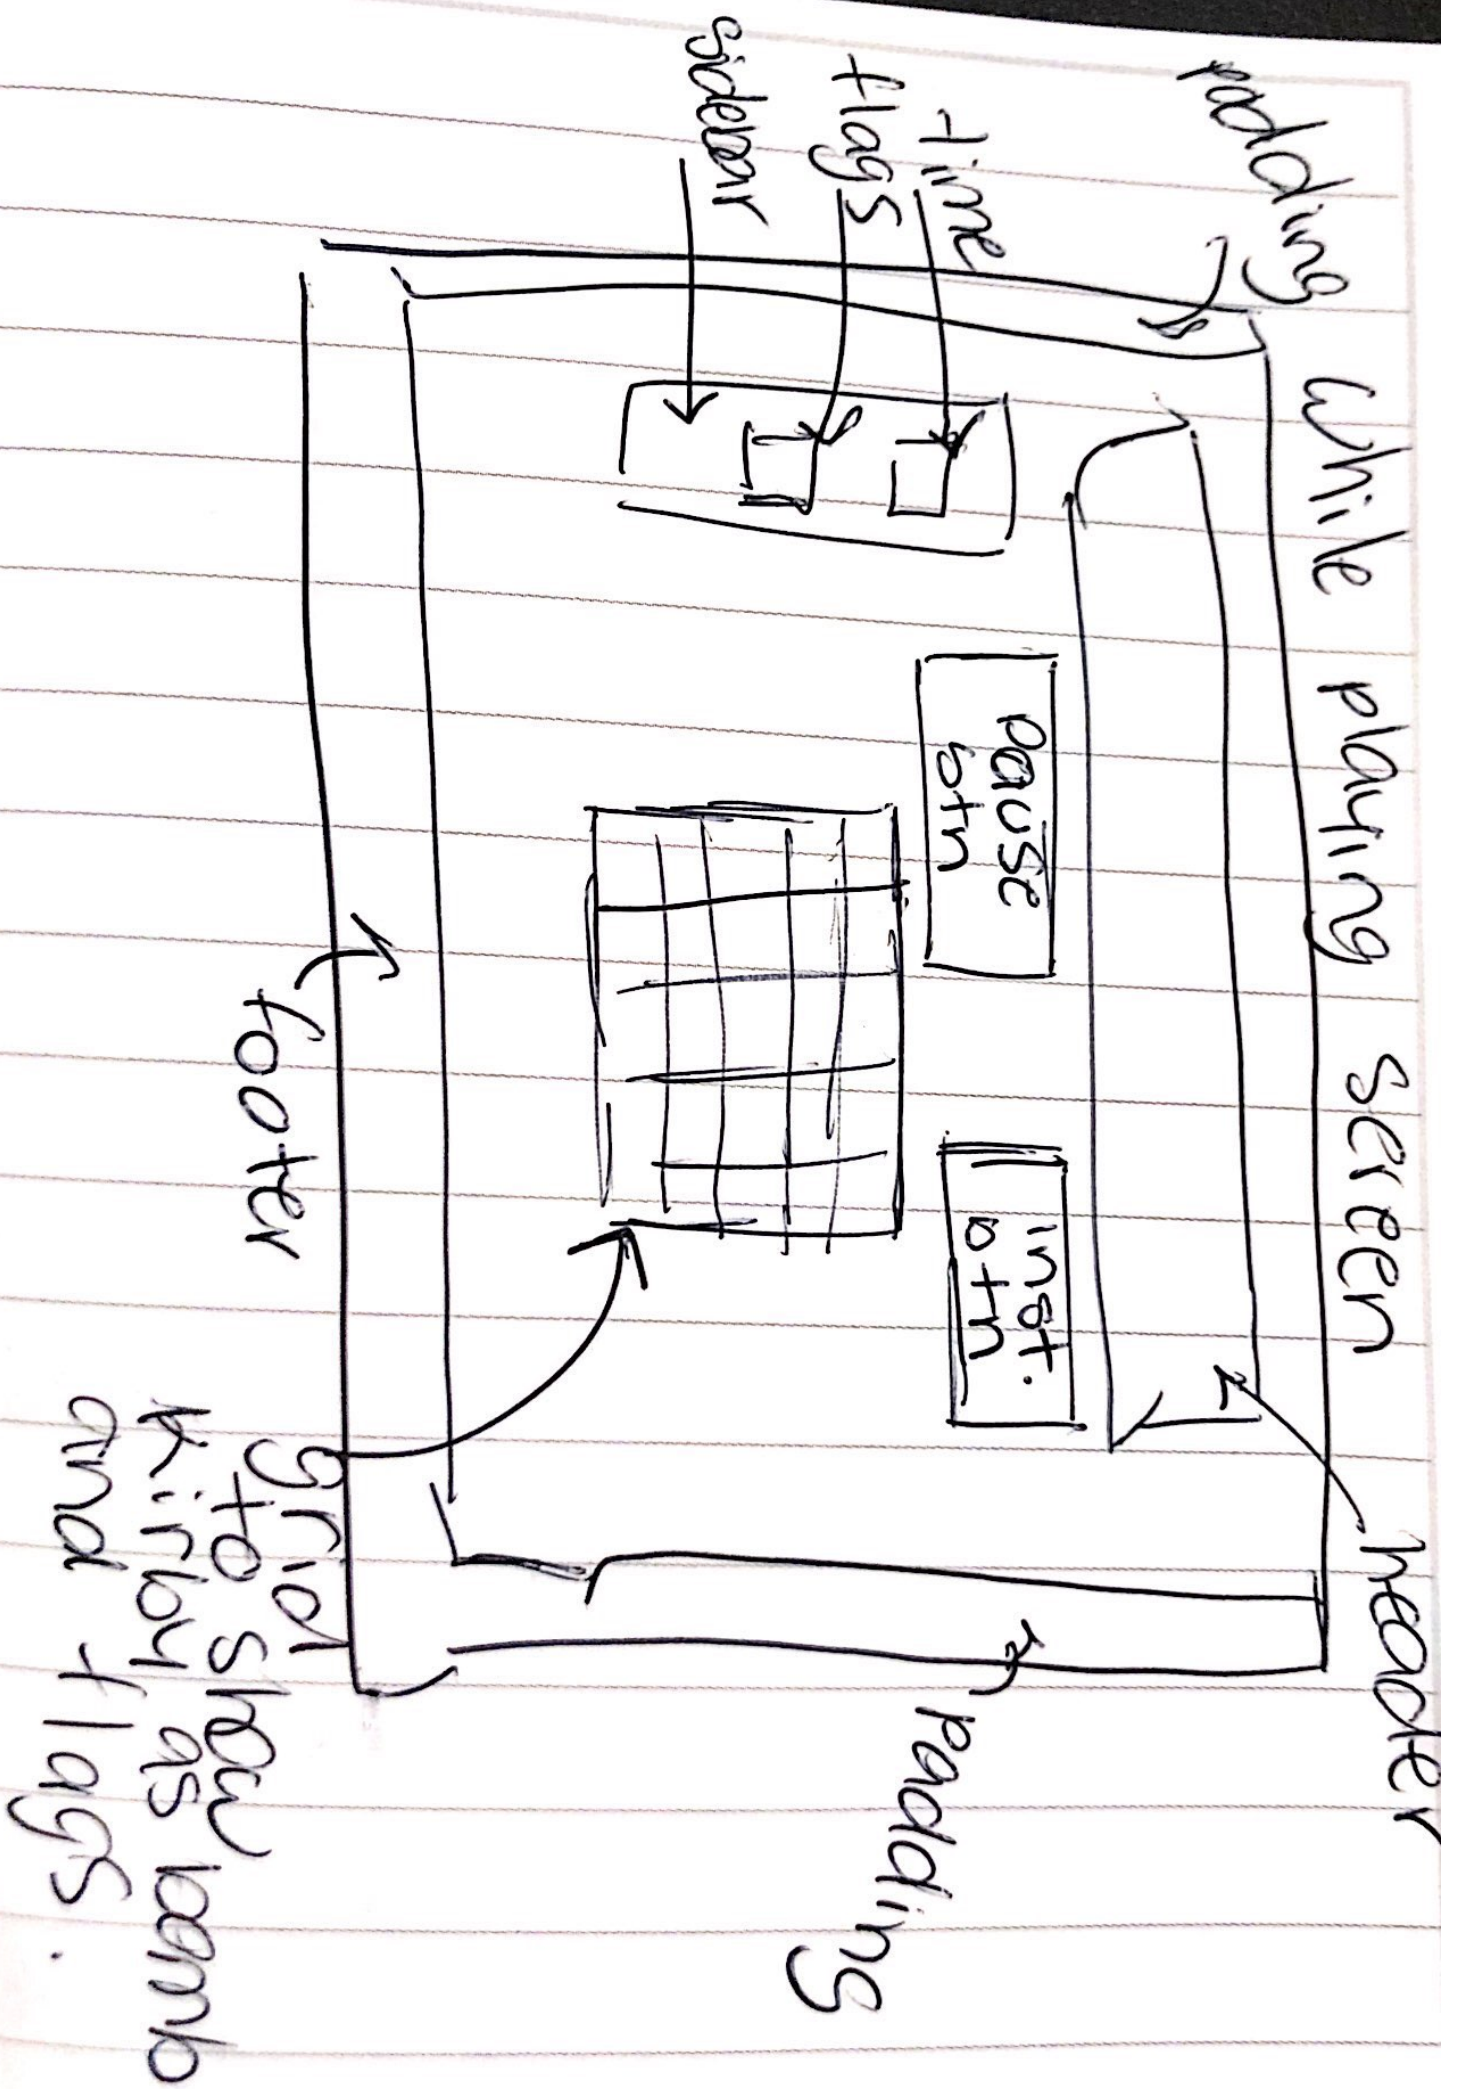 While playing screen
padding
header
time
flags
sidebar
pause
btn
inst.
btn
padding
footer
grid
to show
kirby as bomb
and flags.